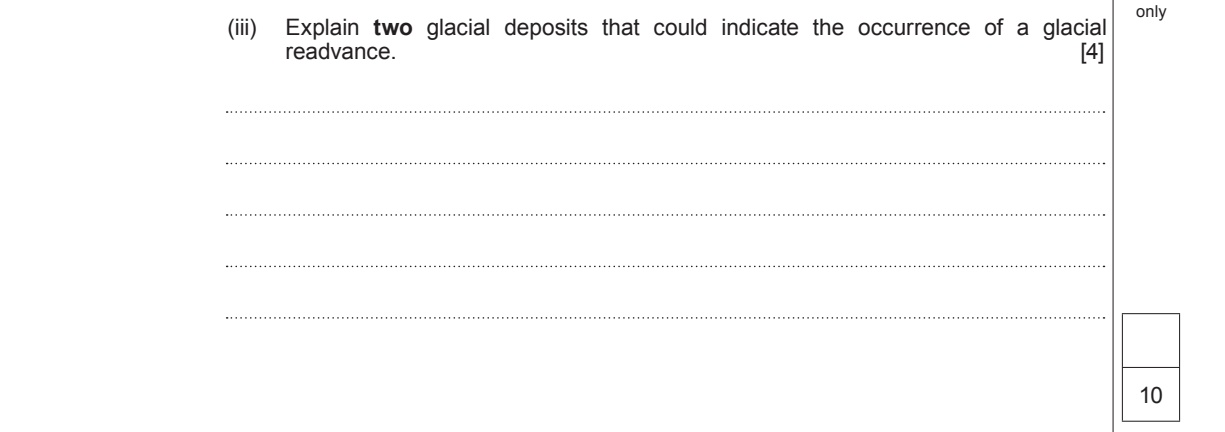 only
(iii) Explain two glacial deposits that could indicate the occurrence of a glacial
readvance. [4]
10